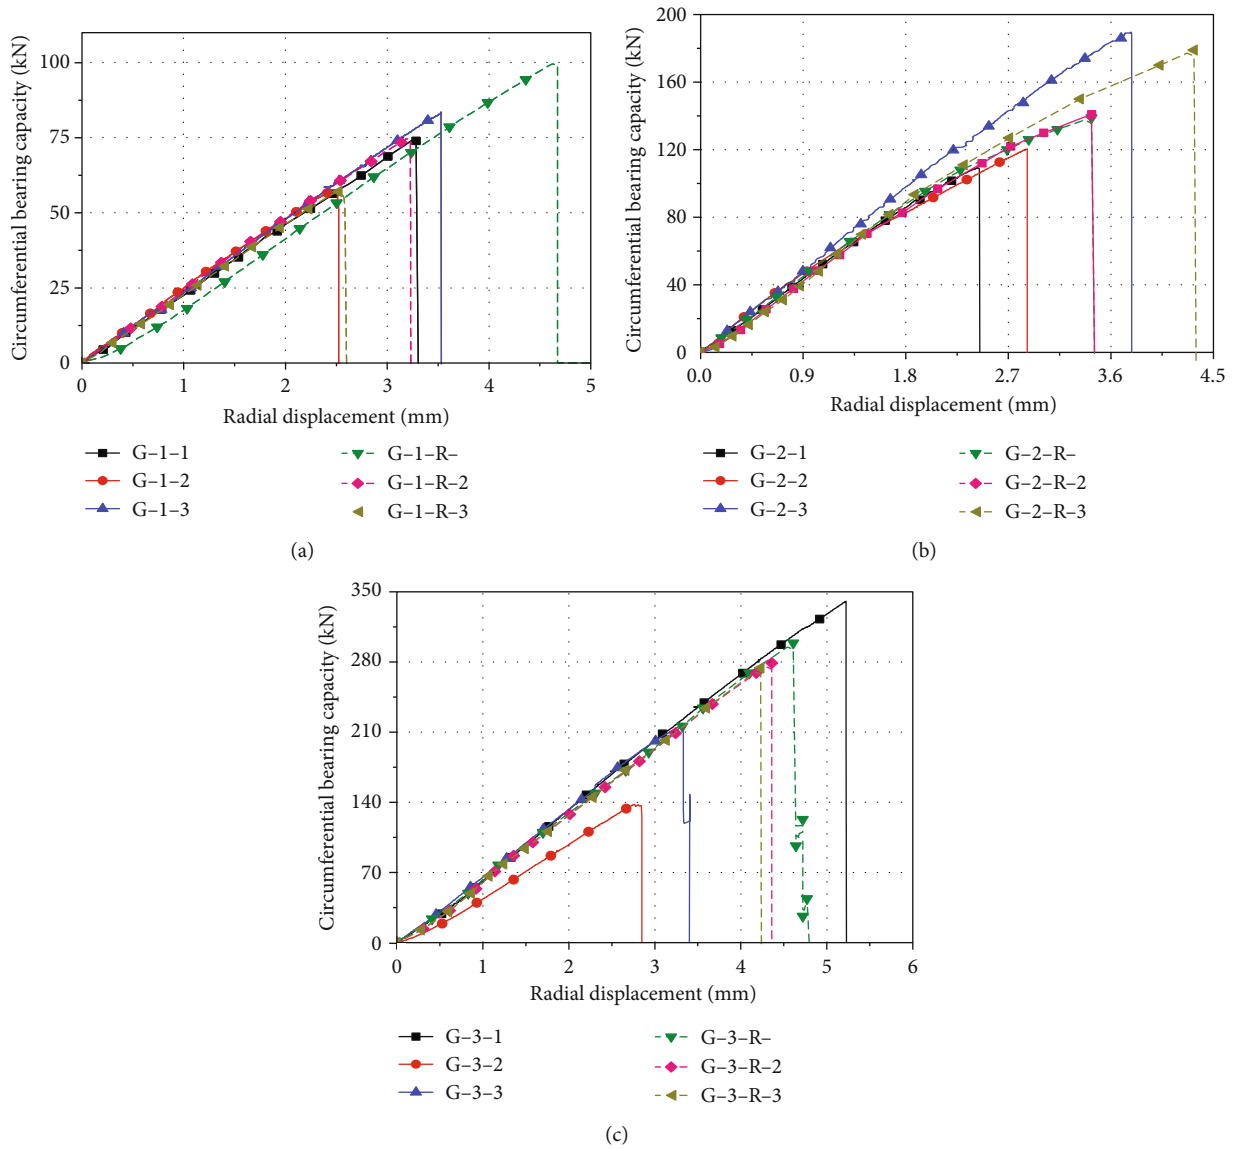 Circumferential bearing capacity (kN)
100
75
50
25
0
0 1 2 3 4 5
Radial displacement (mm)
G–1–1
G–1–2
G–1–3
G–1–R–
G–1–R–2
G–1–R–3
(a)
Circumferential bearing capacity (kN)
200
160
120
80
40
0
0.0 0.9 1.8 2.7 3.6 4.5
Radial displacement (mm)
G–2–1
G–2–2
G–2–3
G–2–R–
G–2–R–2
G–2–R–3
(b)
Circumferential bearing capacity (kN)
350
280
210
140
70
0
0 1 2 3 4 5 6
Radial displacement (mm)
G–3–1
G–3–2
G–3–3
G–3–R–
G–3–R–2
G–3–R–3
(c)